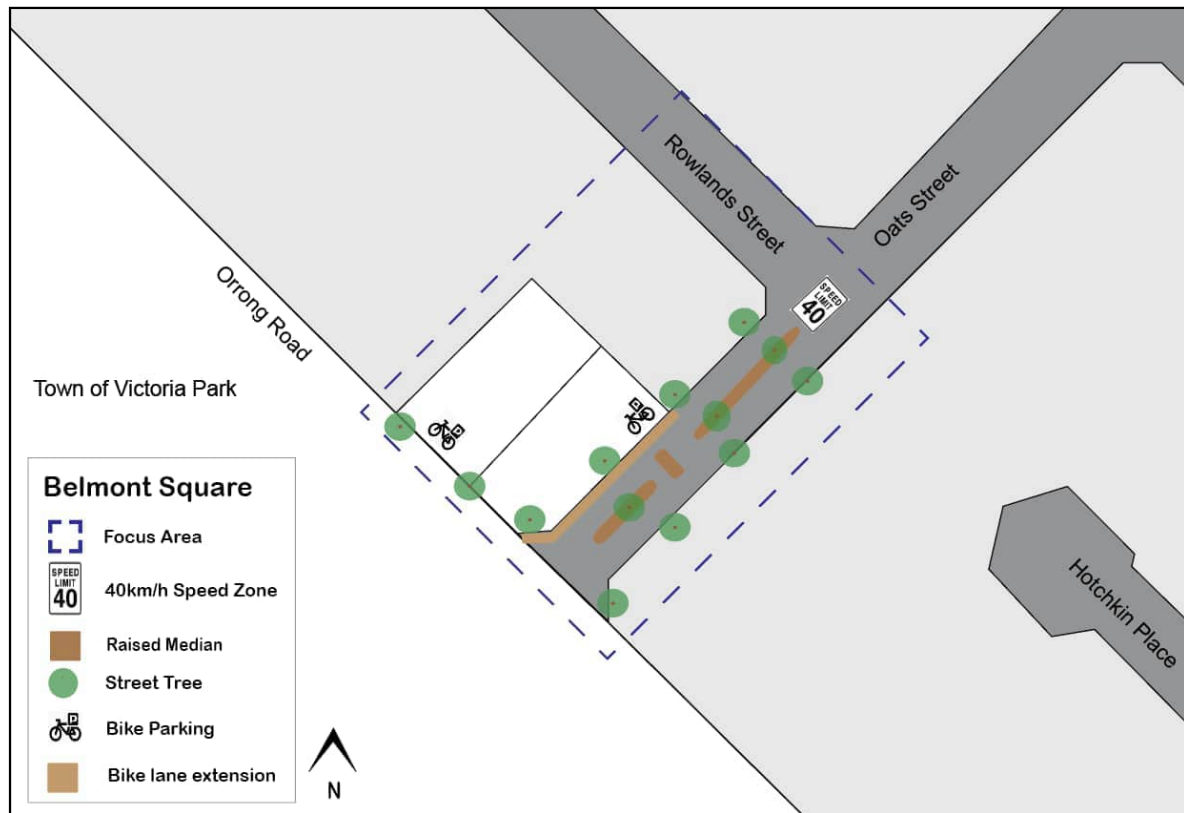 Rowlands Street
Oats Street
SPEED
LIMIT
40
Orrong Road
Town of Victoria Park
P
P
Hotchkin Place
Belmont Square
Focus Area
SPEED
LIMIT
40
40km/h Speed Zone
Raised Median
Street Tree
P
Bike Parking
Bike lane extension
N